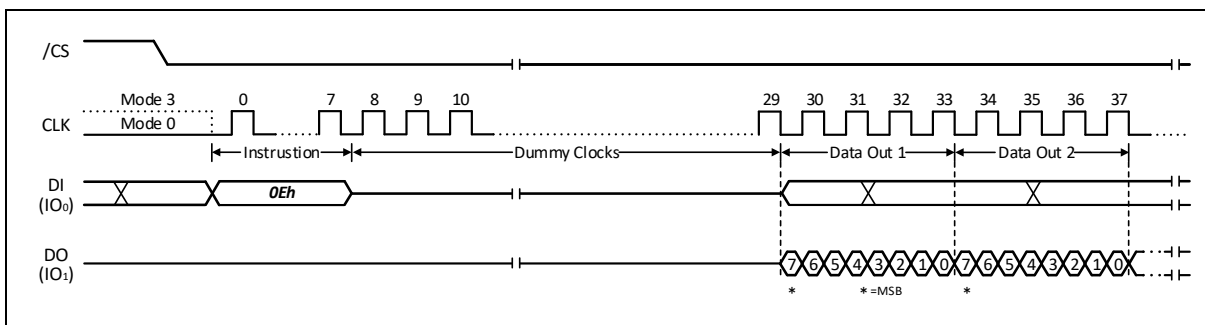 /CS
Mode 3
0 7 8 9 10 29 30 31 32 33 34 35 36 37
CLK
Mode 0
Instrustion Dummy Clocks Data Out 1 Data Out 2
DI
(IO₀)
0Eh
DO
(IO₁)
7 6 5 4 3 2 1 0 7 6 5 4 3 2 1 0
* * =MSB *